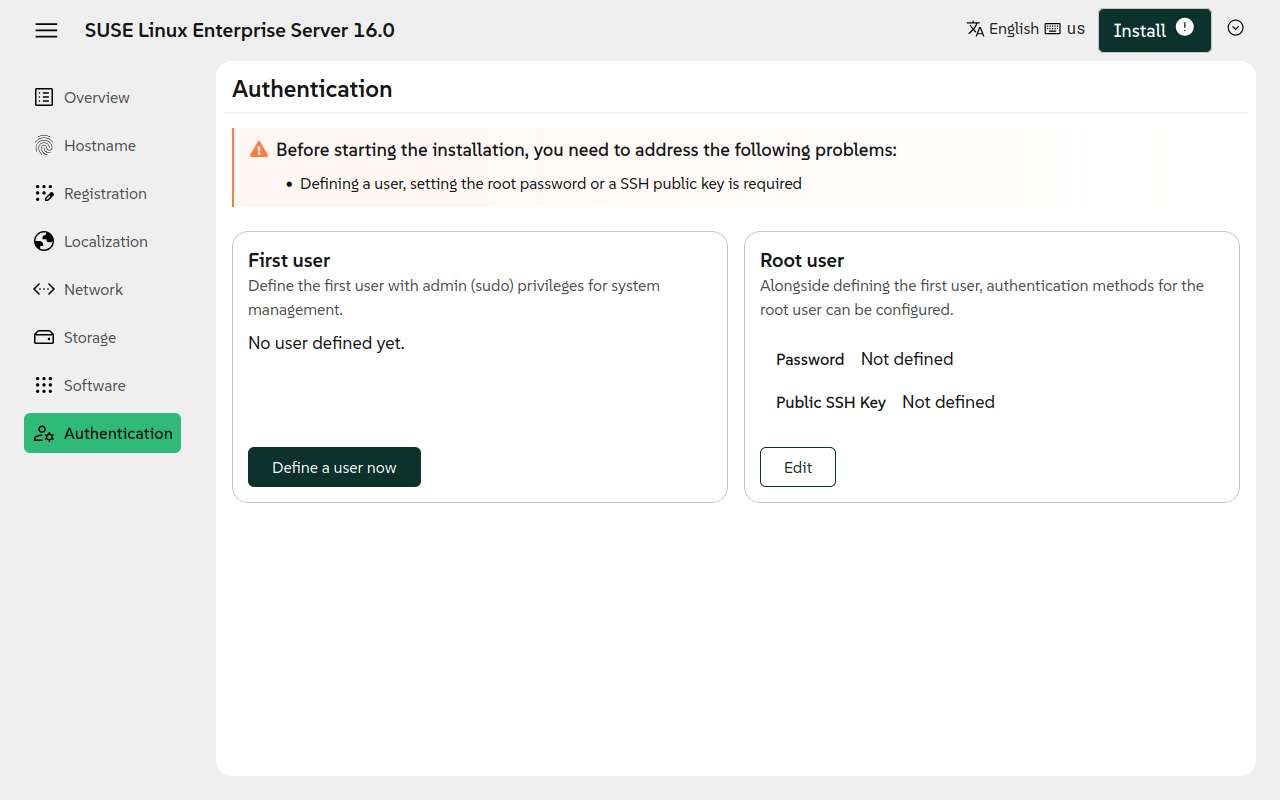 SUSE Linux Enterprise Server 16.0
English
us
Install
Overview
Hostname
Registration
Localization
Network
Storage
Software
Authentication
Authentication
Before starting the installation, you need to address the following problems:
• Defining a user, setting the root password or a SSH public key is required
First user
Define the first user with admin (sudo) privileges for system
management.
No user defined yet.
Define a user now
Root user
Alongside defining the first user, authentication methods for the
root user can be configured.
Password Not defined
Public SSH Key Not defined
Edit